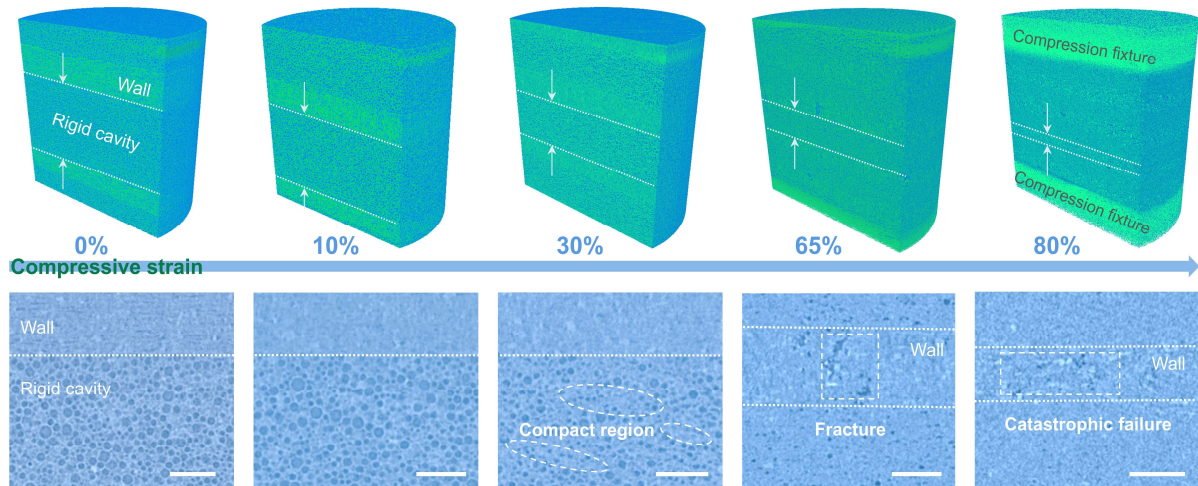 Wall
Rigid cavity
Compression fixture
Compression fixture
0%
10%
30%
65%
80%
Compressive strain
Wall
Rigid cavity
Compact region
Wall
Fracture
Wall
Catastrophic failure